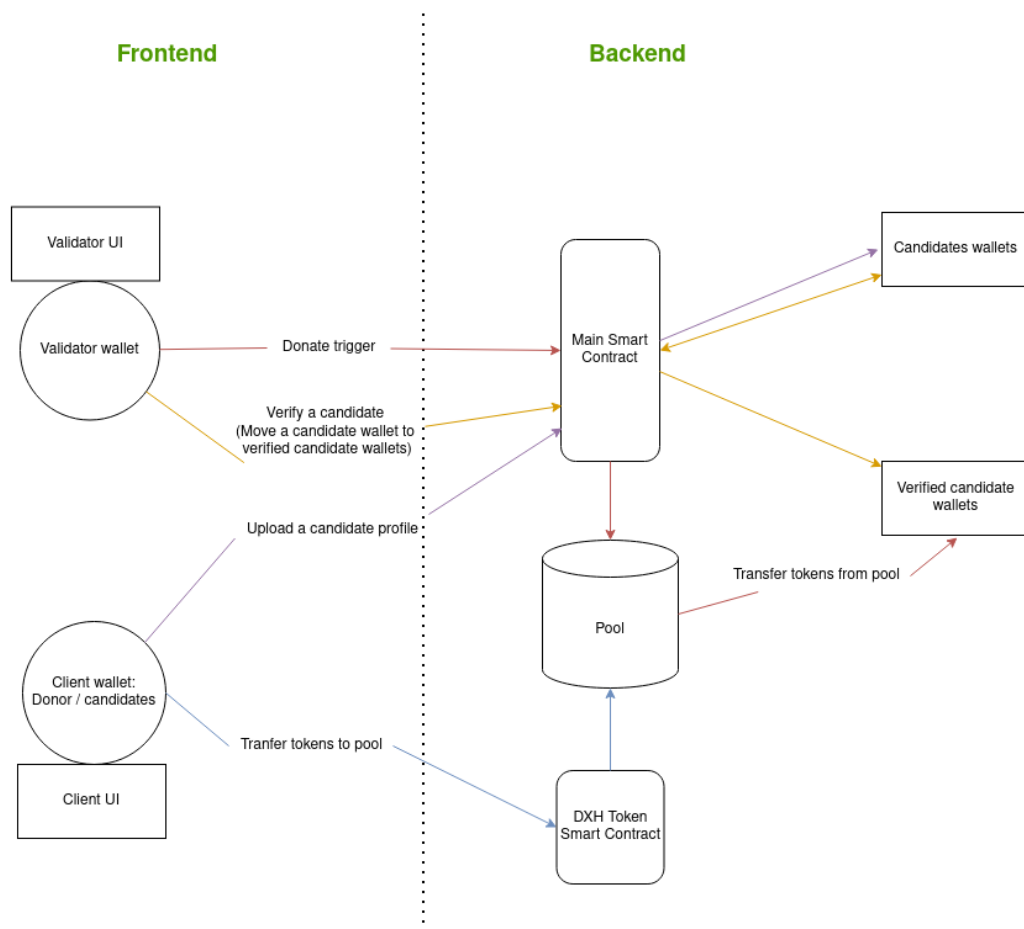 Frontend
Backend
Validator UI
Candidates wallets
Validator wallet
Donate trigger
Main Smart
Contract
Verify a candidate
(Move a candidate wallet to
verified candidate wallets)
Verified candidate
wallets
Upload a candidate profile
Transfer tokens from pool
Pool
Client wallet:
Donor / candidates
Tranfer tokens to pool
Client UI
DXH Token
Smart Contract